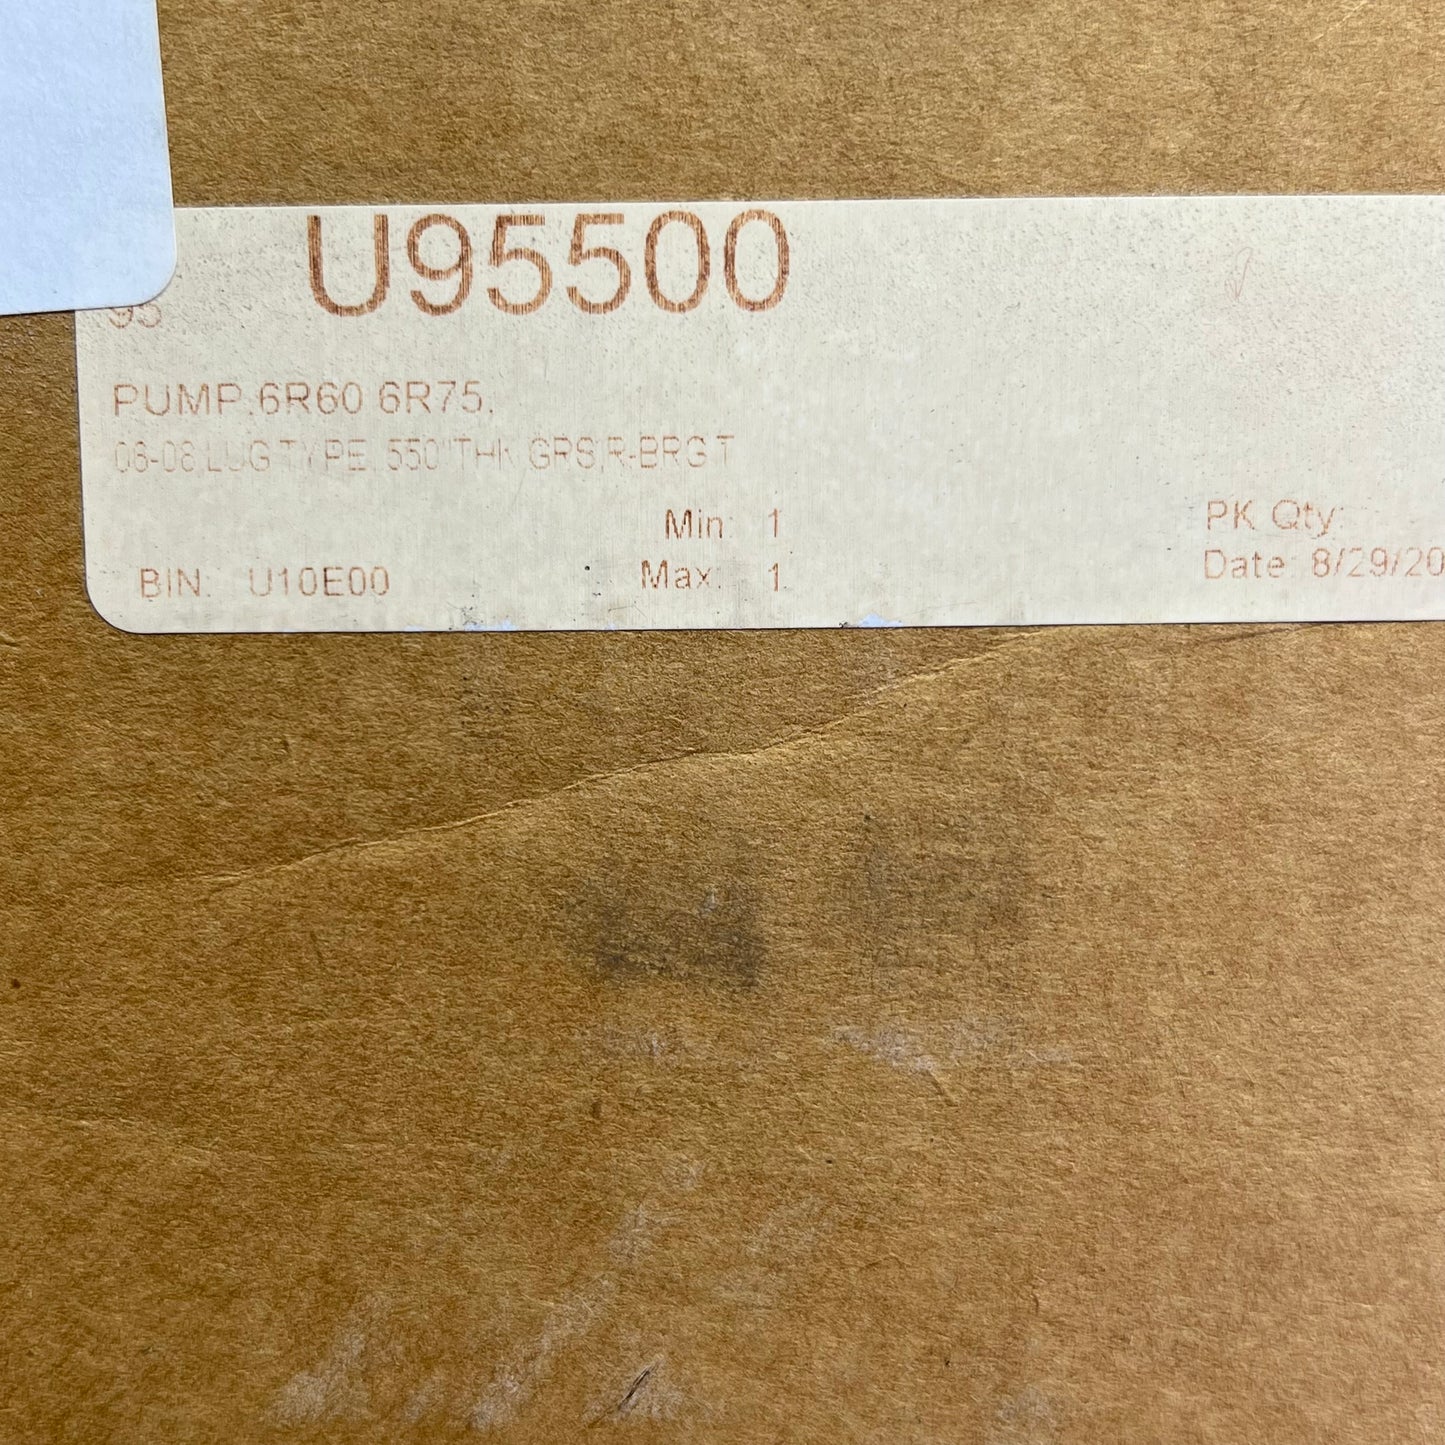 U95500
95
PUMP,6R60 6R75,
06-08,LUG TYPE,.550"THK GRS,R-BRG T
Min: 1
PK Qty:
BIN: U10E00
Max: 1
Date: 8/29/20